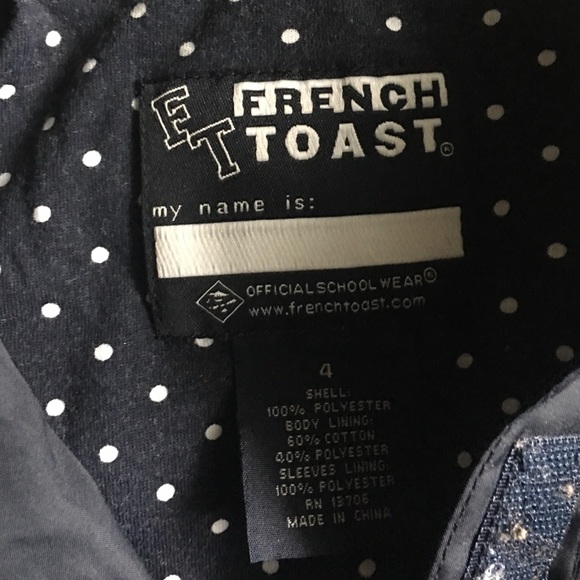 FT FRENCH
TOAST®
my name is:
OFFICIAL SCHOOL WEAR®
www.frenchtoast.com
4
SHELL:
100% POLYESTER
BODY LINING:
60% COTTON
40% POLYESTER
SLEEVES LINING:
100% POLYESTER
RN 13706
MADE IN CHINA